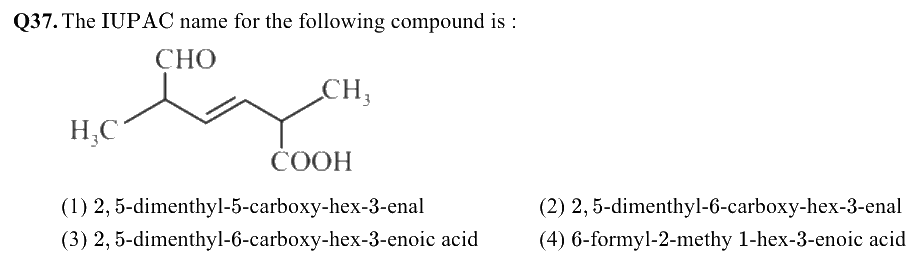 Q37. The IUPAC name for the following compound is :
CHO
CH₃
H₃C
COOH
(1) 2, 5-dimenthyl-5-carboxy-hex-3-enal
(2) 2, 5-dimenthyl-6-carboxy-hex-3-enal
(3) 2, 5-dimenthyl-6-carboxy-hex-3-enoic acid
(4) 6-formyl-2-methy 1-hex-3-enoic acid